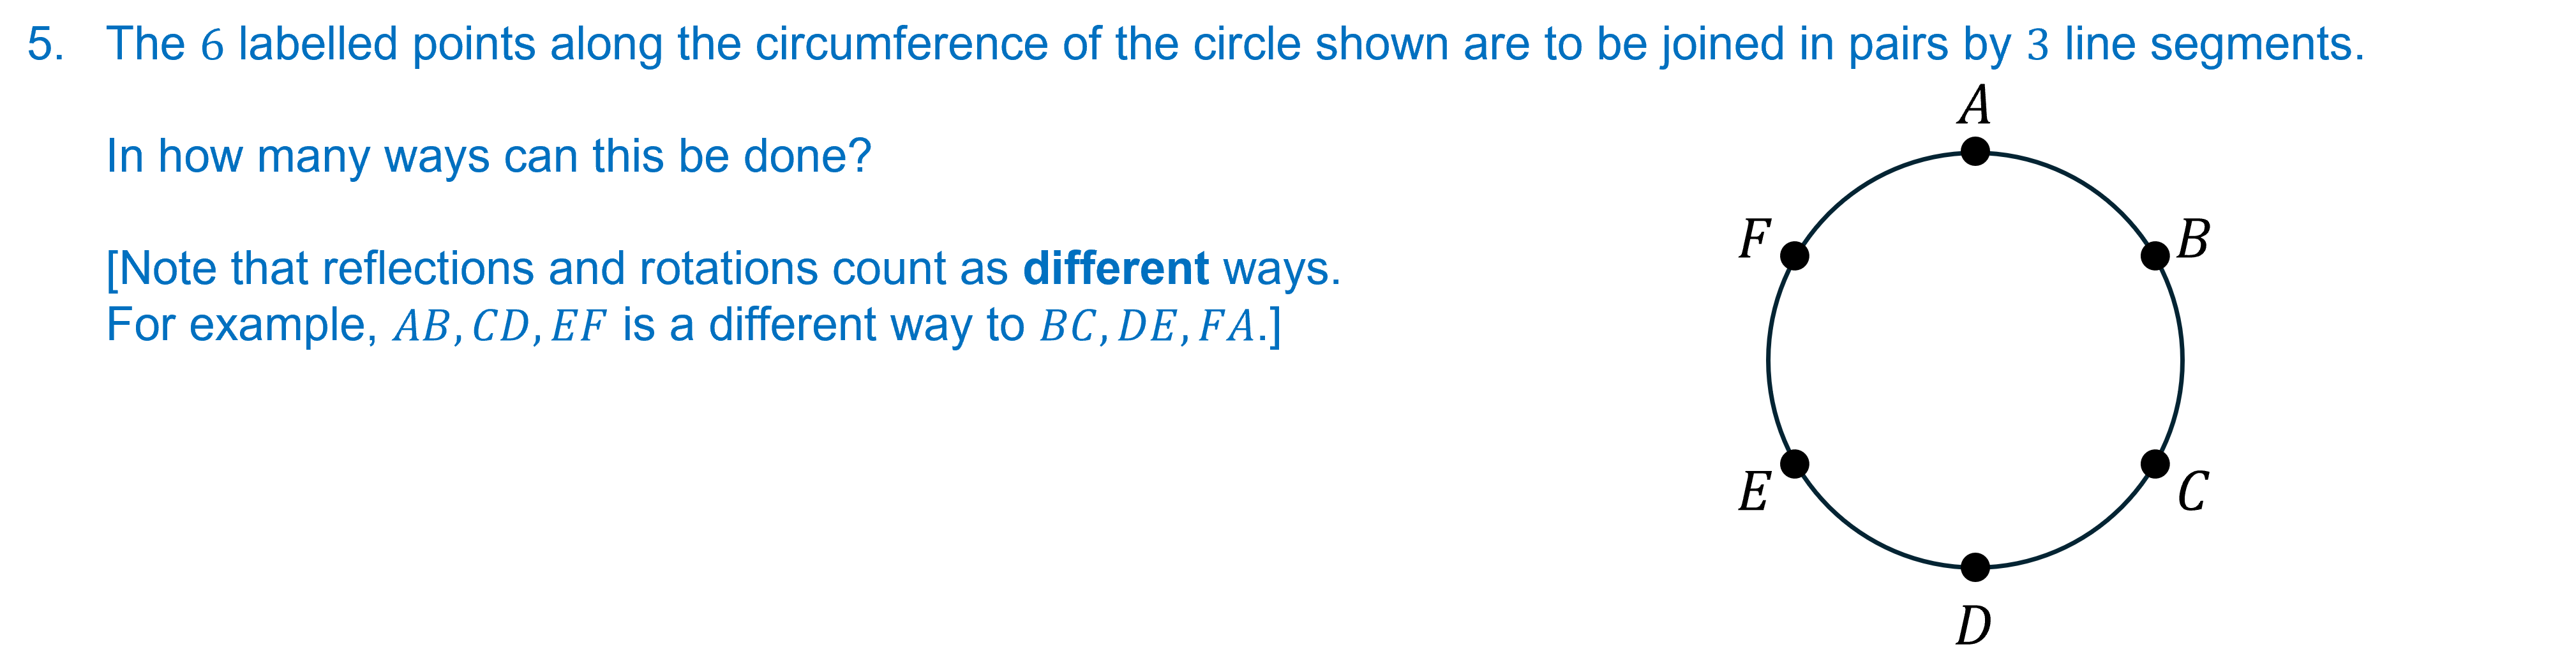 5. The 6 labelled points along the circumference of the circle shown are to be joined in pairs by 3 line segments.
In how many ways can this be done?
[Note that reflections and rotations count as different ways.
For example, AB, CD, EF is a different way to BC, DE, FA.]
A
F
B
E
C
D